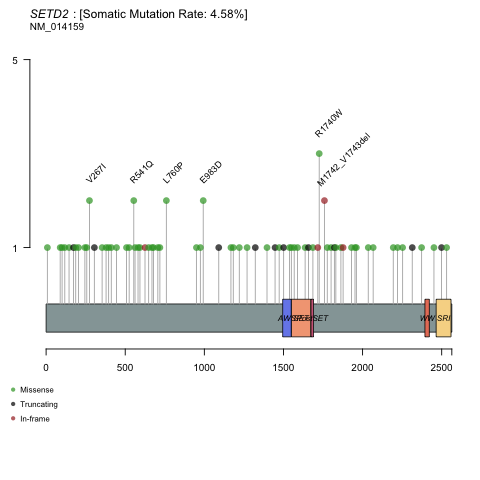 SETD2 : [Somatic Mutation Rate: 4.58%]
NM_014159
5
1
V267I
R541Q
L760P
E983D
R1740W
M1742_V1743del
AWS
SET
WW
SRI
0
500
1000
1500
2000
2500
Missense
Truncating
In-frame